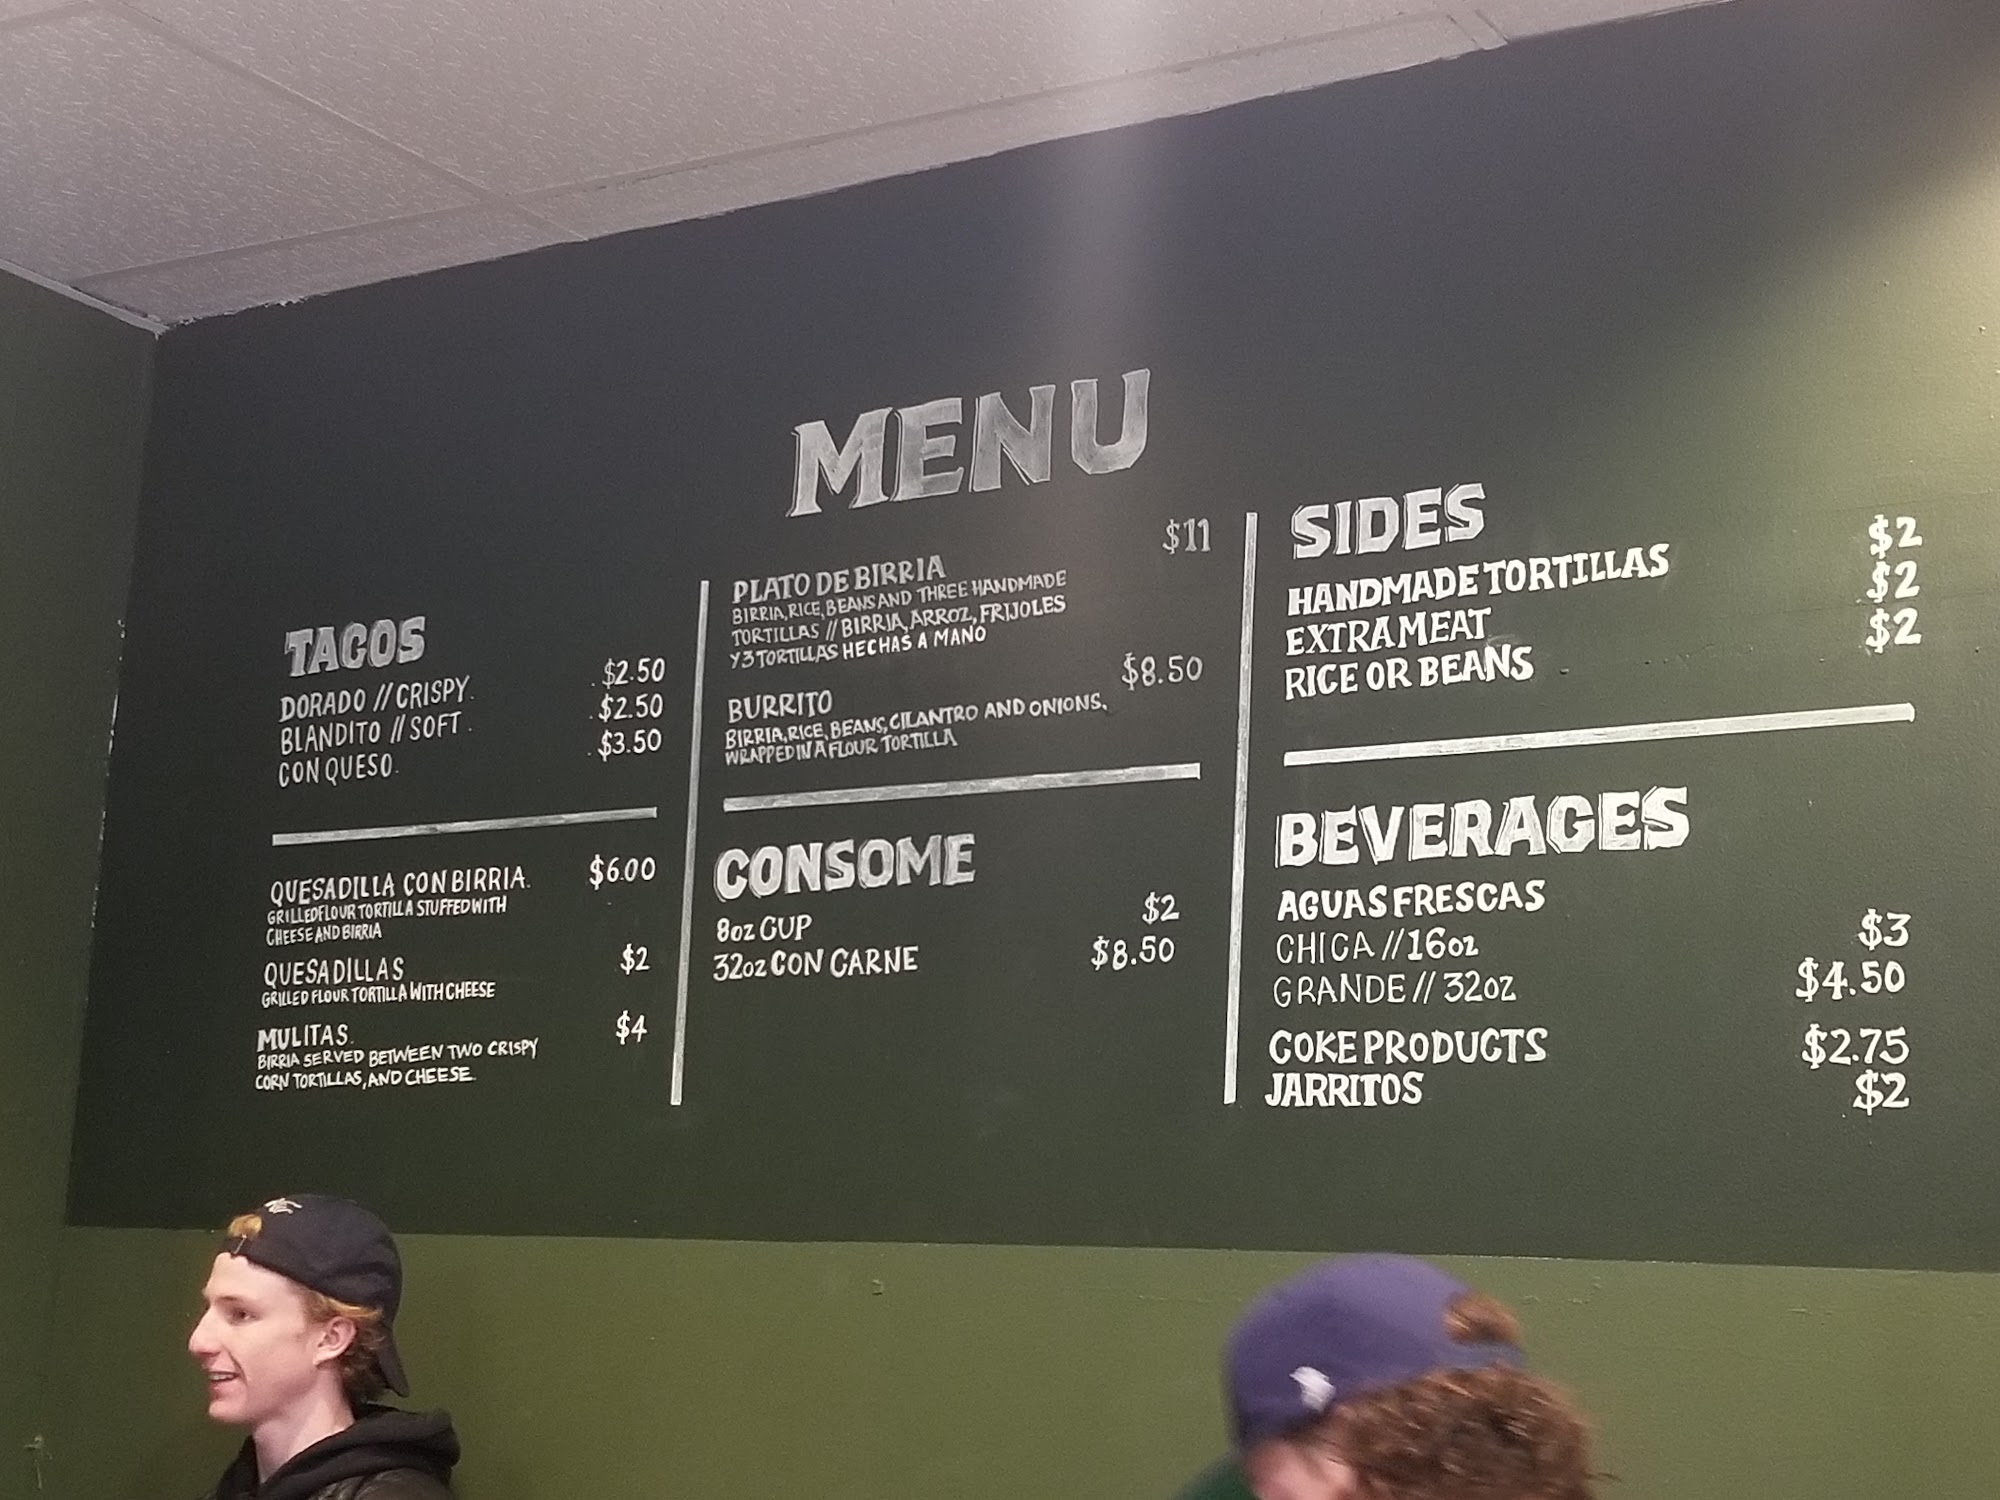 MENU
TACOS
DORADO // CRISPY $2.50
BLANDITO // SOFT $2.50
CON QUESO $3.50
QUESADILLA CON BIRRIA $6.00
GRILLED FLOUR TORTILLA STUFFED WITH
CHEESE AND BIRRIA
QUESADILLAS $2
GRILLED FLOUR TORTILLA WITH CHEESE
MULITAS $4
BIRRIA SERVED BETWEEN TWO CRISPY
CORN TORTILLAS, AND CHEESE
PLATO DE BIRRIA $11
BIRRIA, RICE, BEANS AND THREE HANDMADE
TORTILLAS // BIRRIA, ARROZ, FRIJOLES
Y 3 TORTILLAS HECHAS A MANO
BURRITO $8.50
BIRRIA, RICE, BEANS, CILANTRO AND ONIONS,
WRAPPED IN A FLOUR TORTILLA
CONSOME
8oz CUP $2
32oz CON CARNE $8.50
SIDES
HANDMADE TORTILLAS $2
EXTRA MEAT $2
RICE OR BEANS $2
BEVERAGES
AGUAS FRESCAS
CHICA // 16oz $3
GRANDE // 32oz $4.50
COKE PRODUCTS $2.75
JARRITOS $2